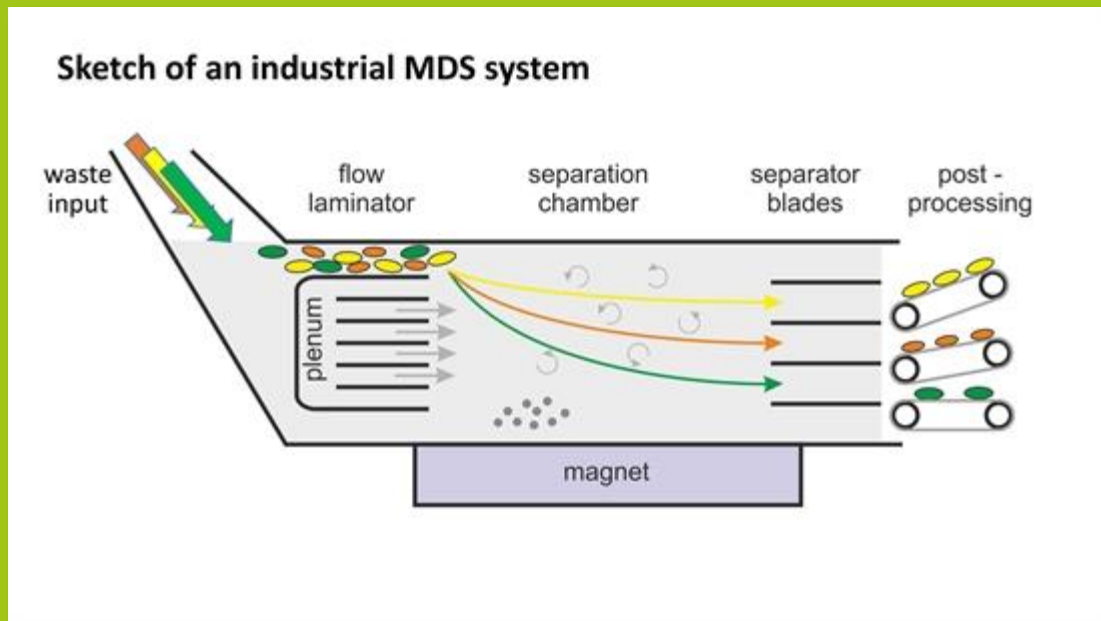 Sketch of an industrial MDS system
waste
input
flow
laminator
separation
chamber
separator
blades
post -
processing
plenum
magnet